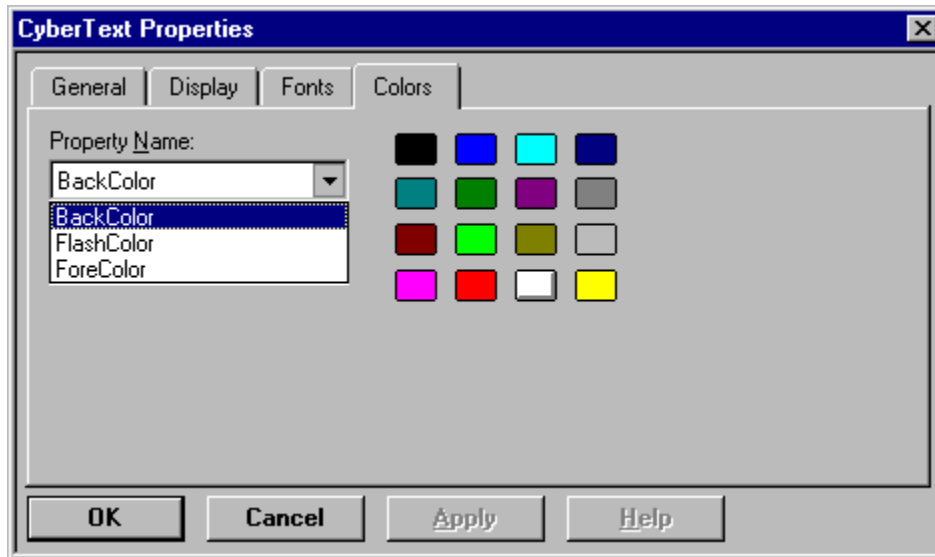 CyberText Properties
General Display Fonts Colors
Property Name:
BackColor
BackColor
FlashColor
ForeColor
OK Cancel Apply Help